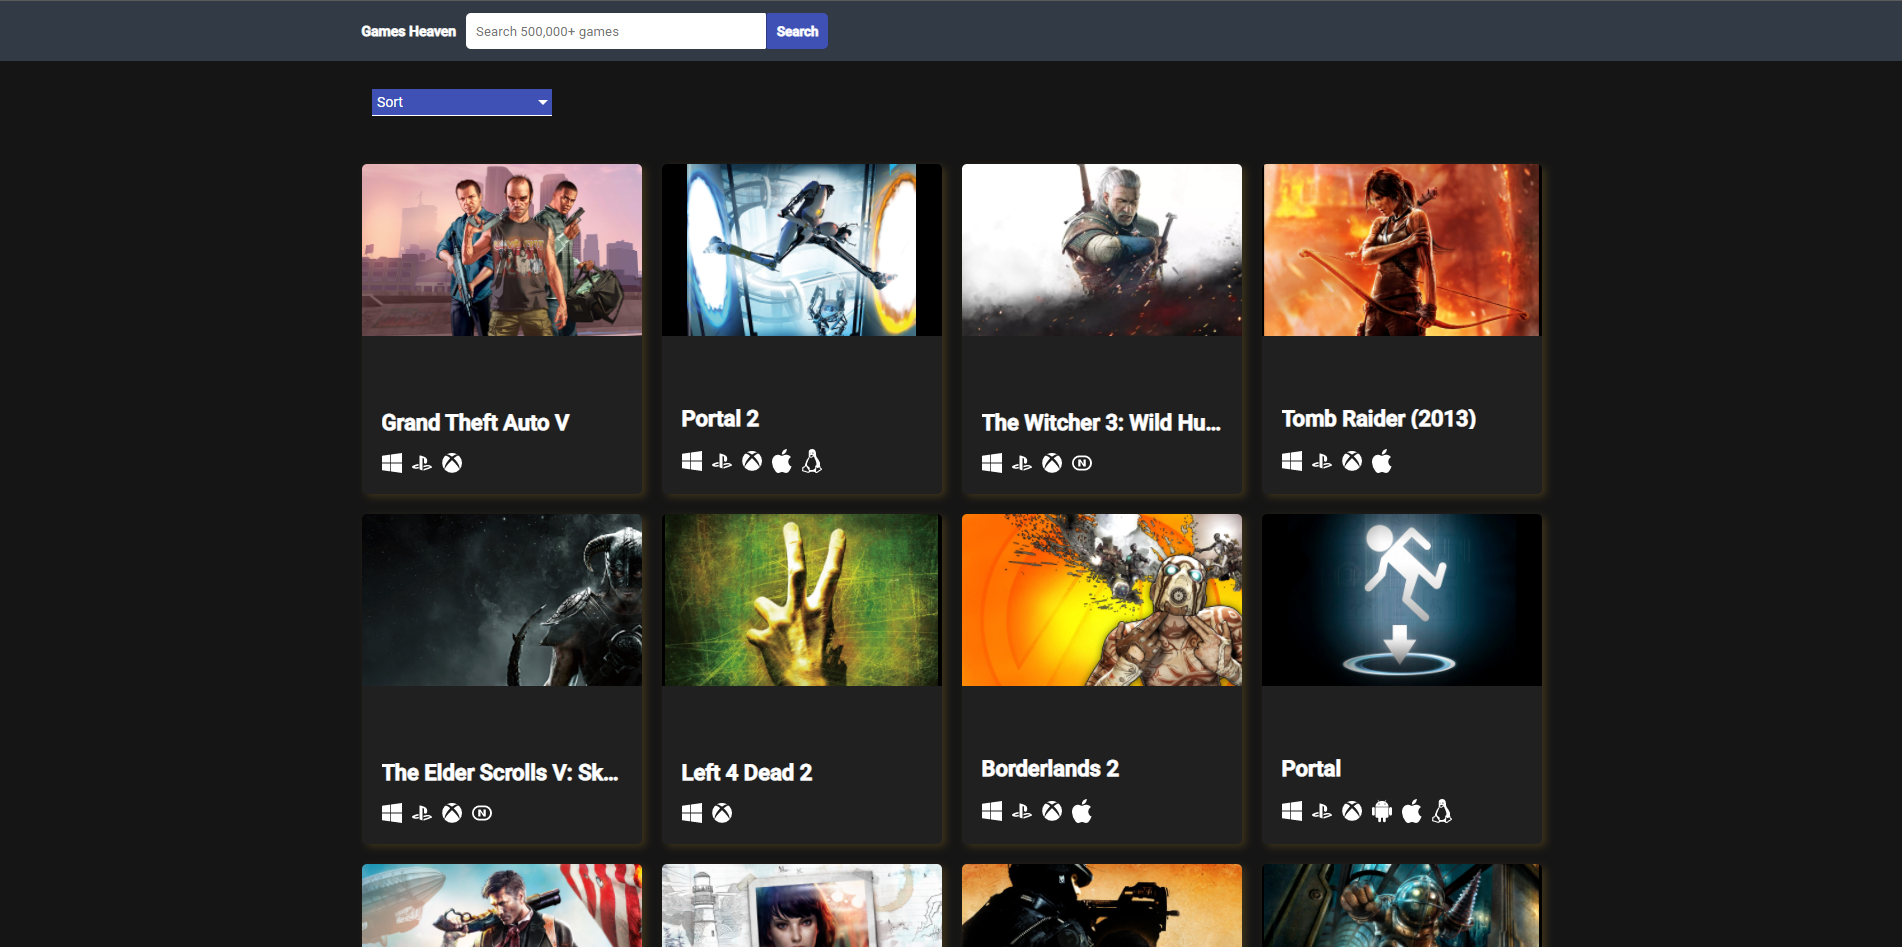 Games Heaven
Search 500,000+ games
Search
Sort
Grand Theft Auto V
Portal 2
The Witcher 3: Wild Hu...
Tomb Raider (2013)
The Elder Scrolls V: Sk...
Left 4 Dead 2
Borderlands 2
Portal